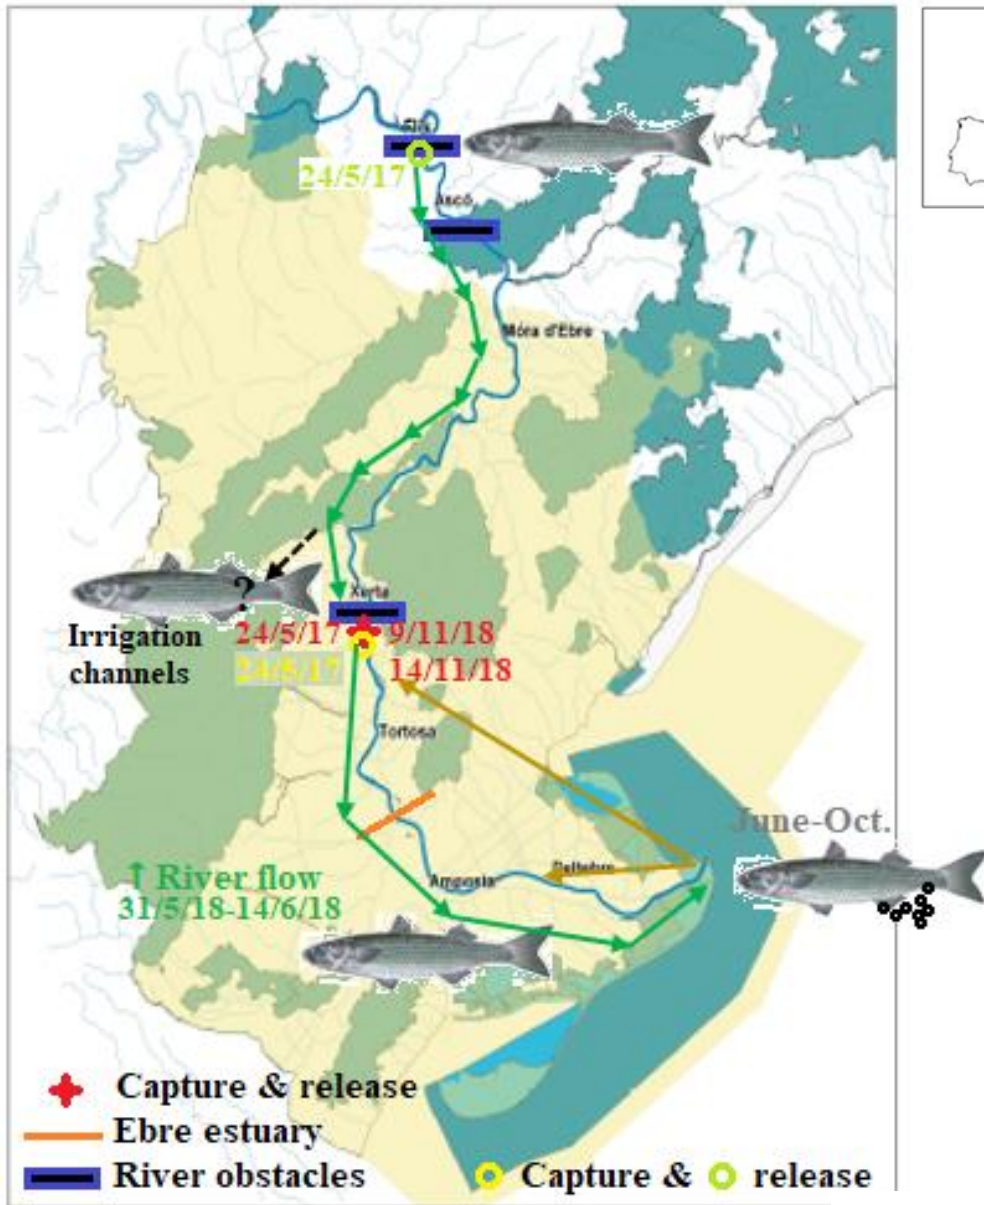 24/5/17
Ascó
Móra d'Ebre
?
Xerta
Irrigation
channels
24/5/17
9/11/18
24/5/17
14/11/18
Tortosa
June-Oct.
Deltebre
Amposta
↑ River flow
31/5/18-14/6/18
Capture & release
Ebre estuary
River obstacles
Capture & release